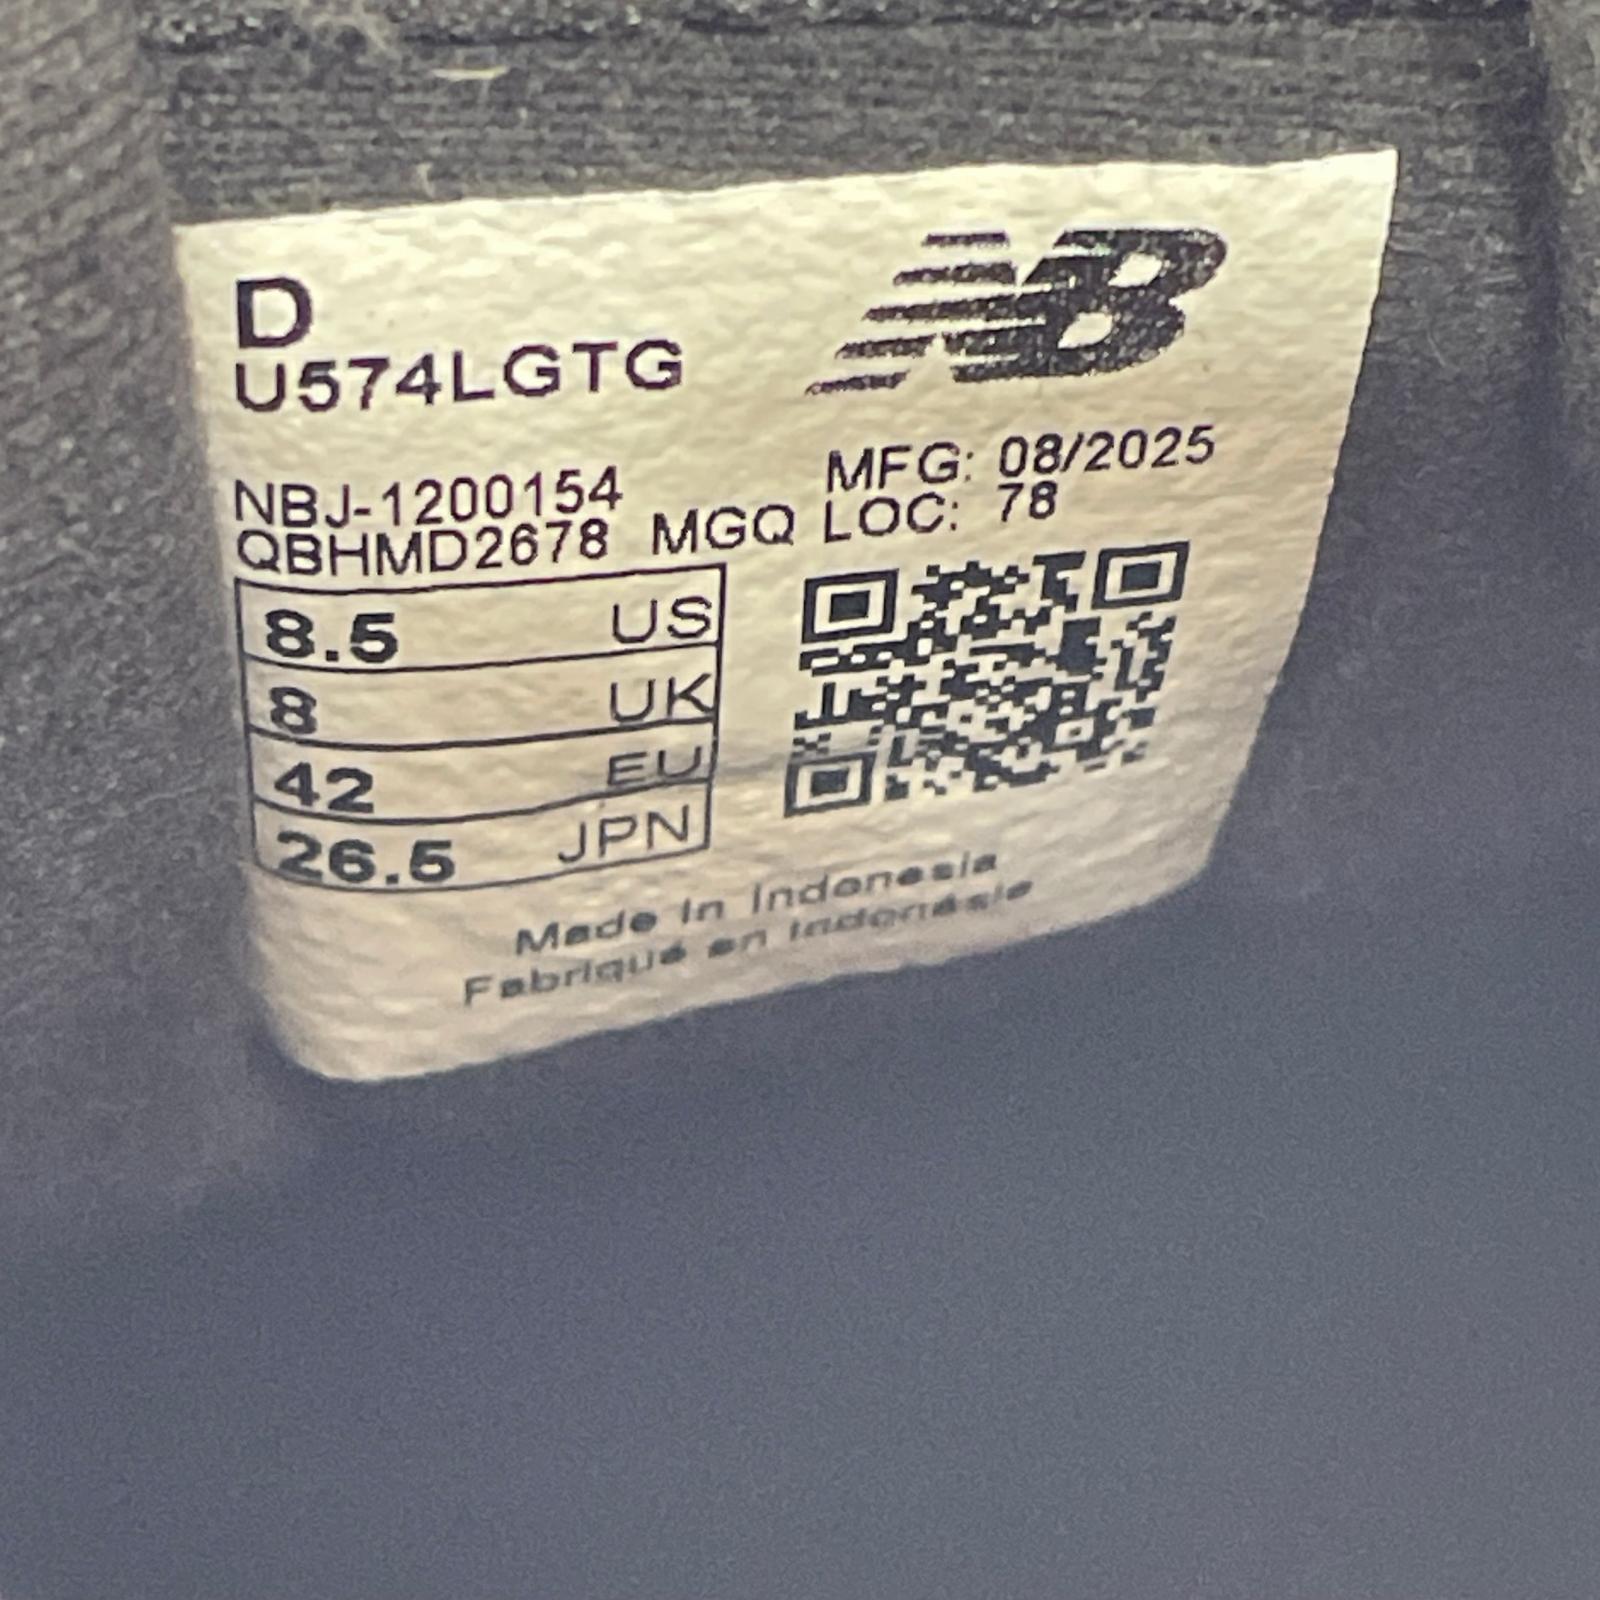 D
U574LGTG
NB
MFG: 08/2025
NBJ-1200154
QBHMD2678 MGQ LOC: 78
8.5 US
8 UK
42 EU
26.5 JPN
Made in Indonesia
Fabriqué en Indonésie